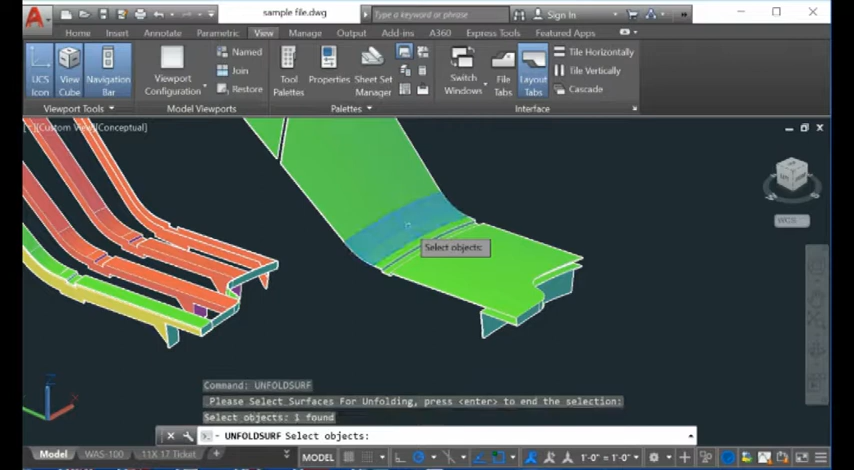 sample file.dwg
Type a keyword or phrase
Sign In
Home Insert Annotate Parametric View Manage Output Add-ins A360 Express Tools Featured Apps
UCS Icon
View Cube
Navigation Bar
Viewport Configuration
Named
Join
Restore
Tool Palettes
Properties
Sheet Set Manager
Switch Windows
File Tabs
Layout Tabs
Tile Horizontally
Tile Vertically
Cascade
Viewport Tools
Model Viewports
Palettes
Interface
[−][Custom View][Conceptual]
WCS
Select objects:
Command: UNFOLDSURF
Please Select Surfaces For Unfolding, press <enter> to end the selection:
Select objects: 1 found
UNFOLDSURF Select objects:
Model WAS-100 11X 17 Ticket +
MODEL
1'-0" = 1'-0"